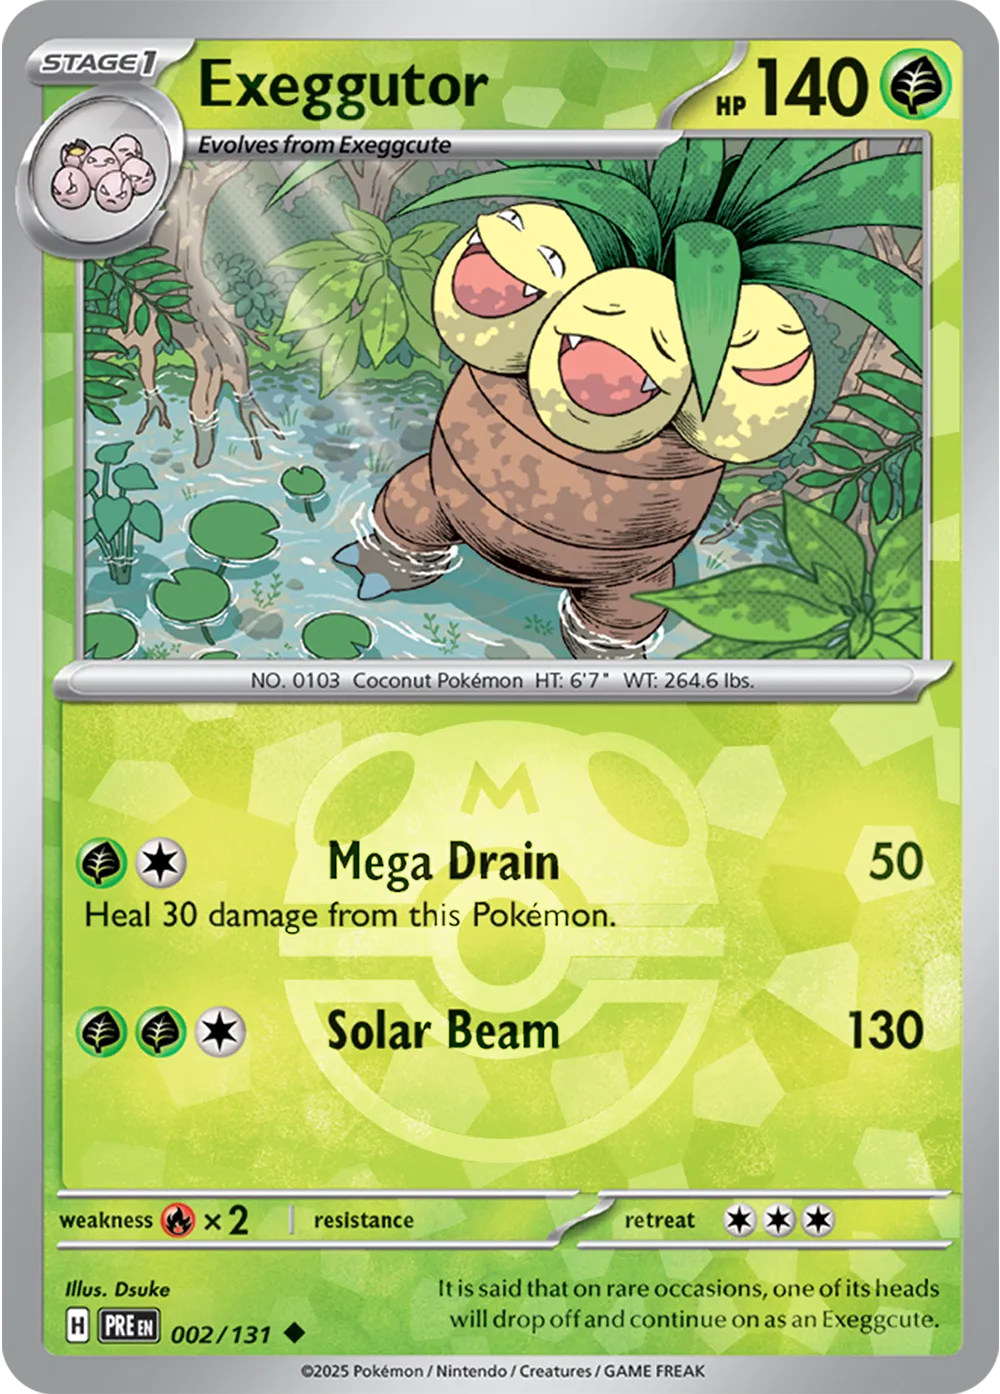 STAGE1
Exeggutor
HP 140
Evolves from Exeggcute
NO. 0103 Coconut Pokémon HT: 6'7" WT: 264.6 lbs.
M
Mega Drain 50
Heal 30 damage from this Pokémon.
Solar Beam 130
weakness ×2 resistance retreat
Illus. Dsuke
It is said that on rare occasions, one of its heads
will drop off and continue on as an Exeggcute.
H PRE EN 002/131
©2025 Pokémon / Nintendo / Creatures / GAME FREAK